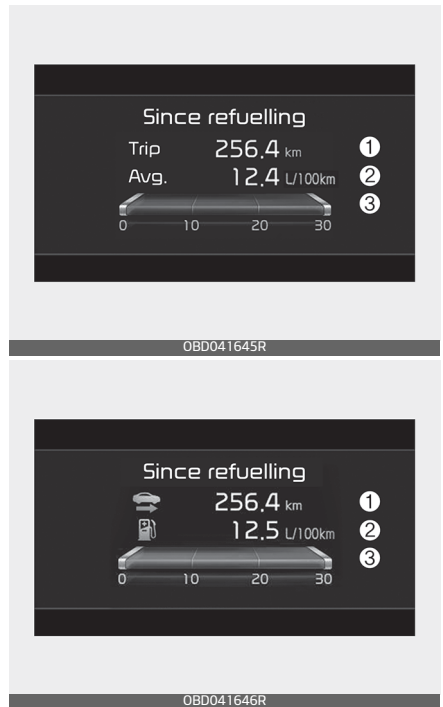 Since refuelling
Trip 256.4 km ①
Avg. 12.4 L/100km ②
③
0 10 20 30
OBD041645R
Since refuelling
256.4 km ①
12.5 L/100km ②
③
0 10 20 30
OBD041646R